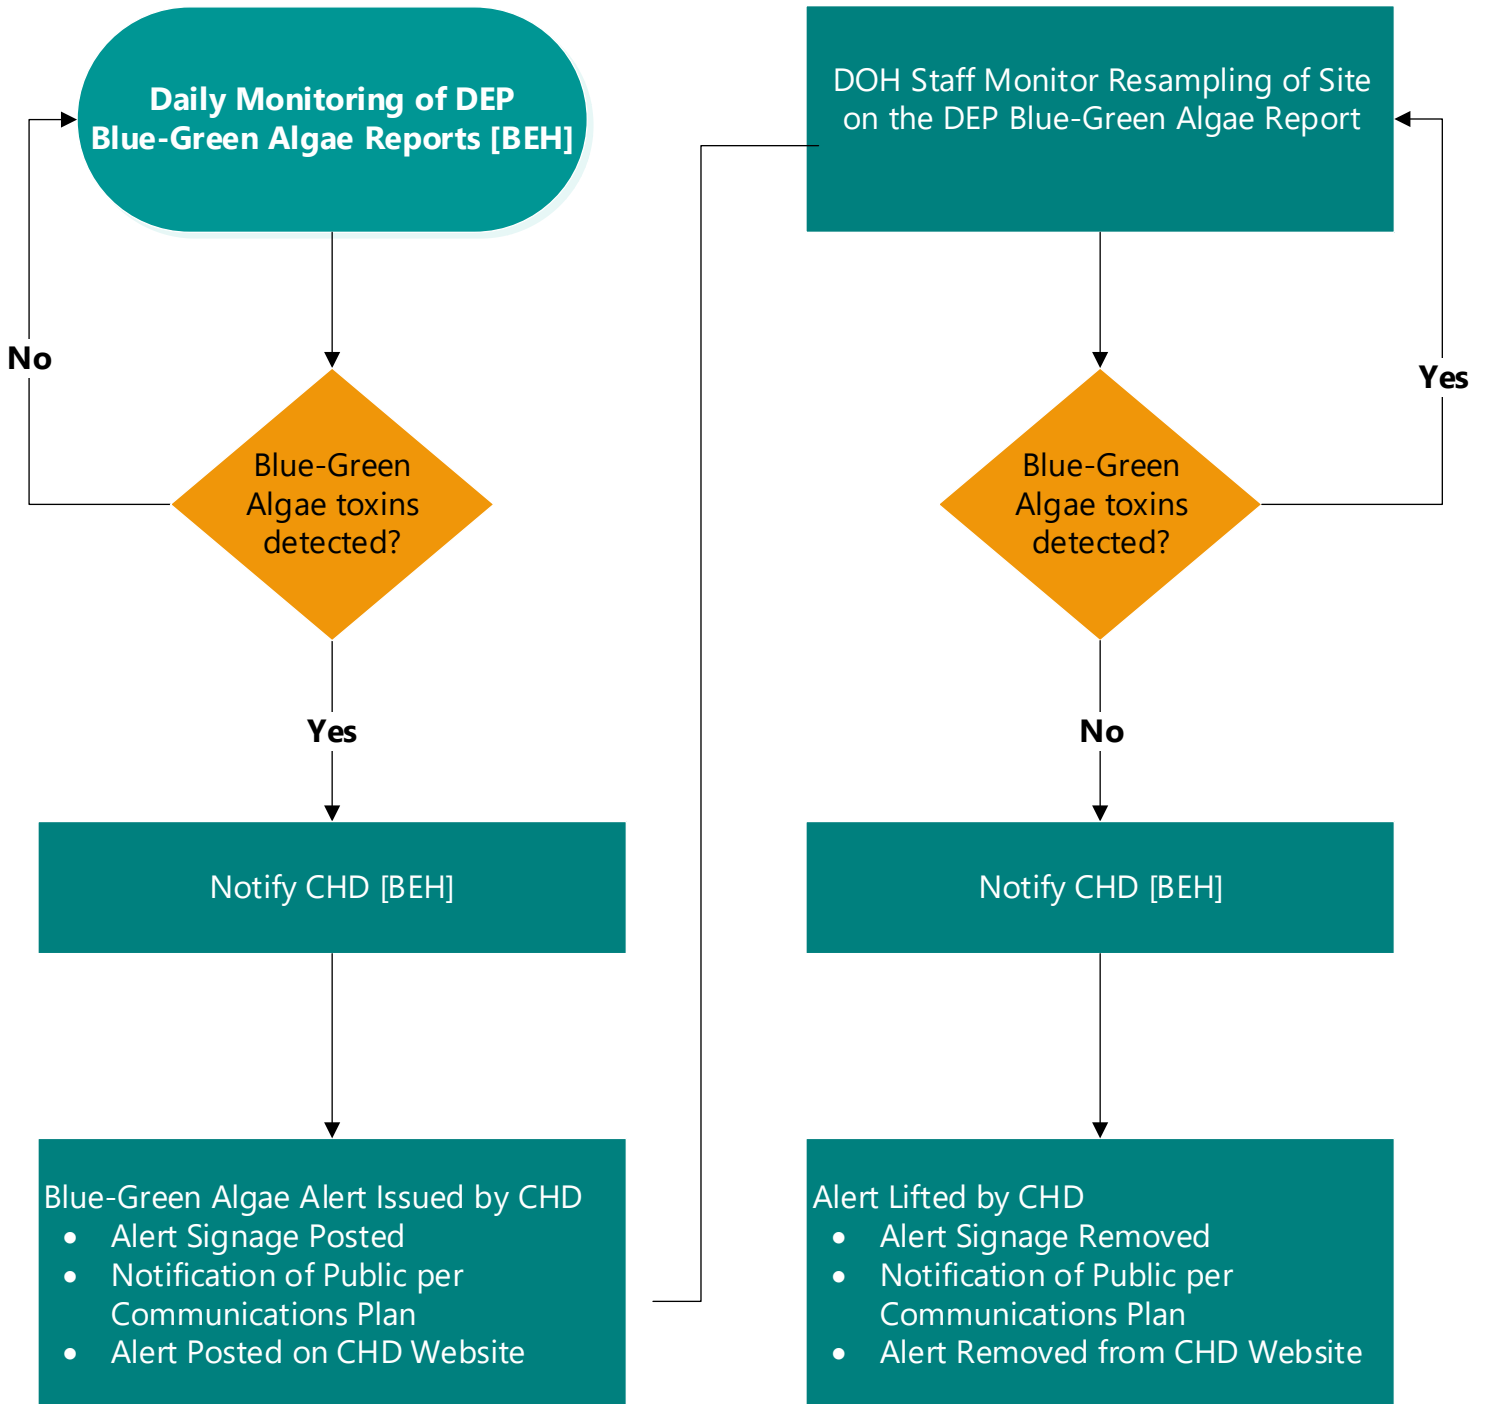 Daily Monitoring of DEP
Blue-Green Algae Reports [BEH]
No
Blue-Green
Algae toxins
detected?
Yes
Notify CHD [BEH]
Blue-Green Algae Alert Issued by CHD
• Alert Signage Posted
• Notification of Public per
Communications Plan
• Alert Posted on CHD Website
DOH Staff Monitor Resampling of Site
on the DEP Blue-Green Algae Report
Yes
Blue-Green
Algae toxins
detected?
No
Notify CHD [BEH]
Alert Lifted by CHD
• Alert Signage Removed
• Notification of Public per
Communications Plan
• Alert Removed from CHD Website